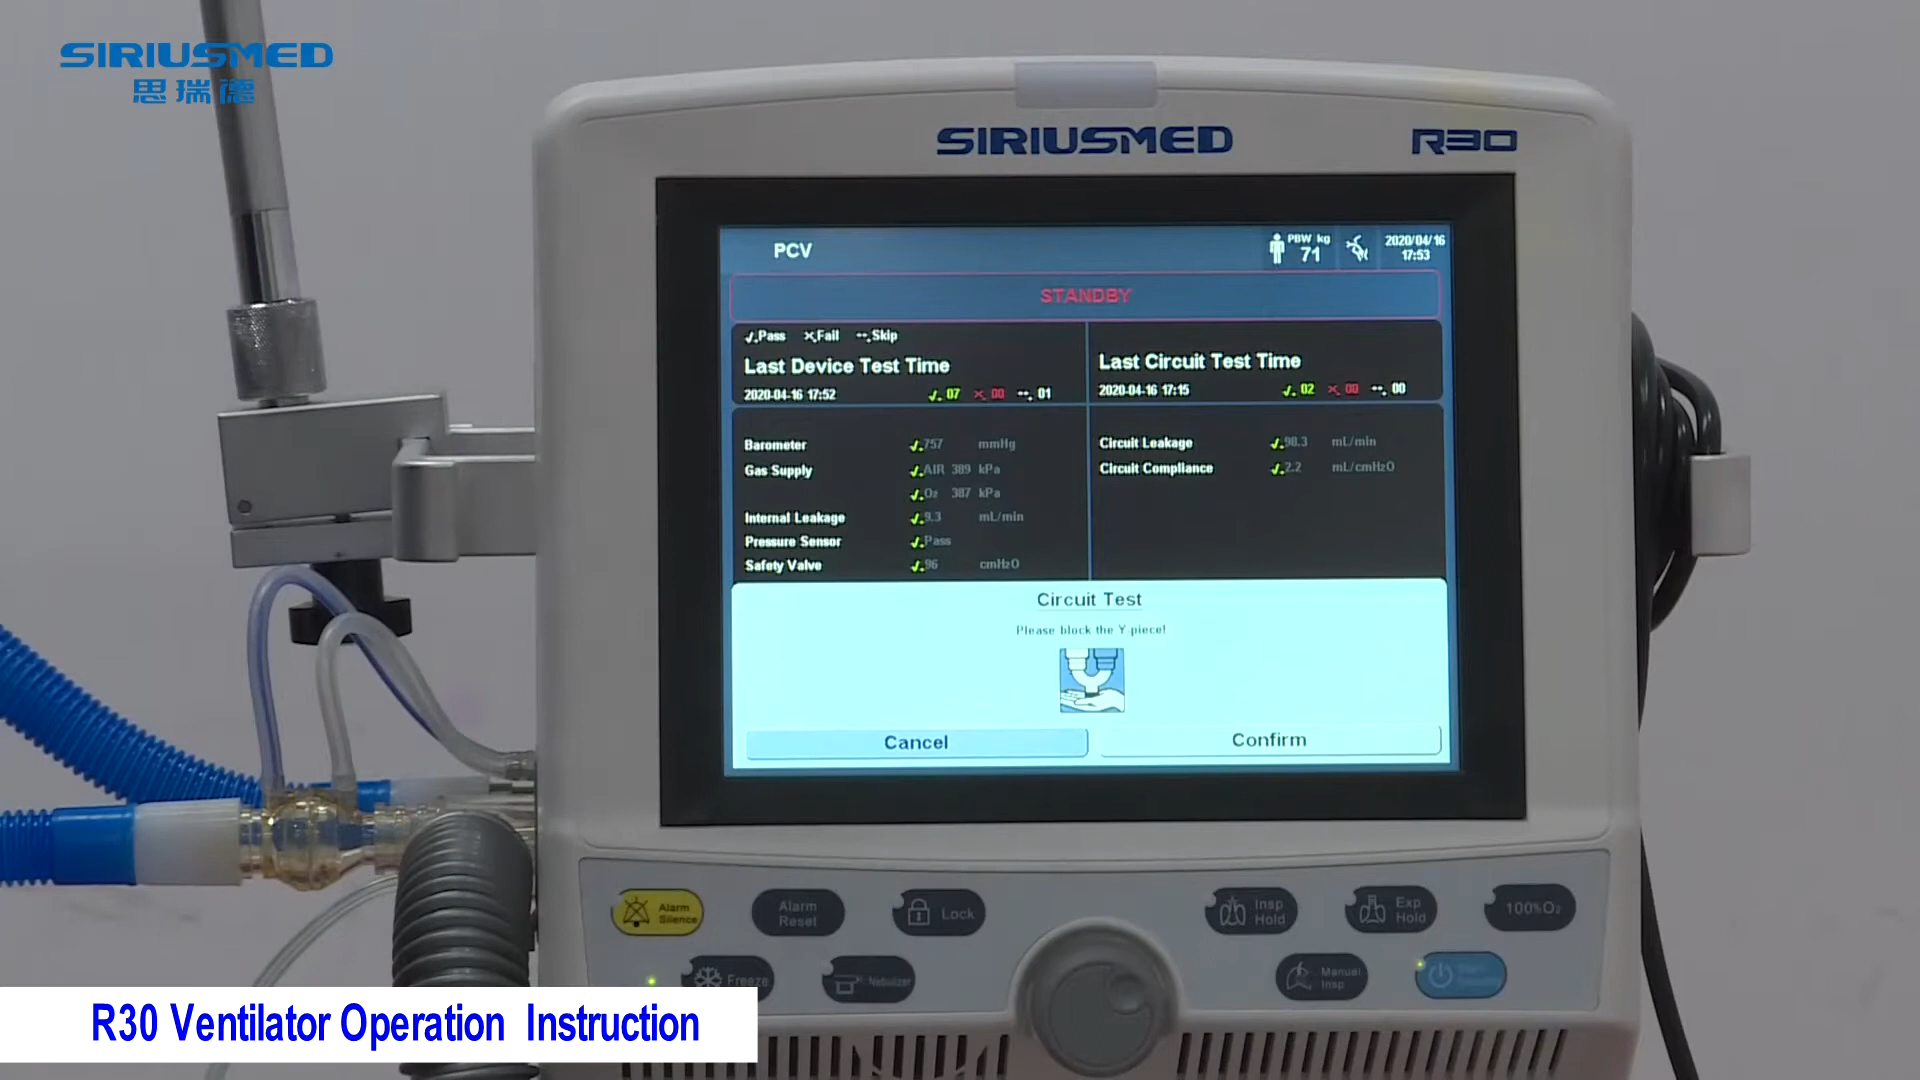 SIRIUSMED
思瑞德
SIRIUSMED
R30
PCV
PBW kg
71
2020/04/16
17:53
STANDBY
Pass Fail Skip
Last Device Test Time
2020-04-16 17:52 07 00 01
Last Circuit Test Time
2020-04-16 17:15 02 00 00
Barometer 757 mmHg
Gas Supply AIR 389 kPa
O2 387 kPa
Internal Leakage 9.3 mL/min
Pressure Sensor Pass
Safety Valve 96 cmH2O
Circuit Leakage 98.3 mL/min
Circuit Compliance 2.2 mL/cmH2O
Circuit Test
Please block the Y piece!
Cancel
Confirm
Alarm
Silence
Alarm
Reset
Lock
Insp
Hold
Exp
Hold
100%O2
Freeze
Nebulizer
Manual
Insp
R30 Ventilator Operation Instruction